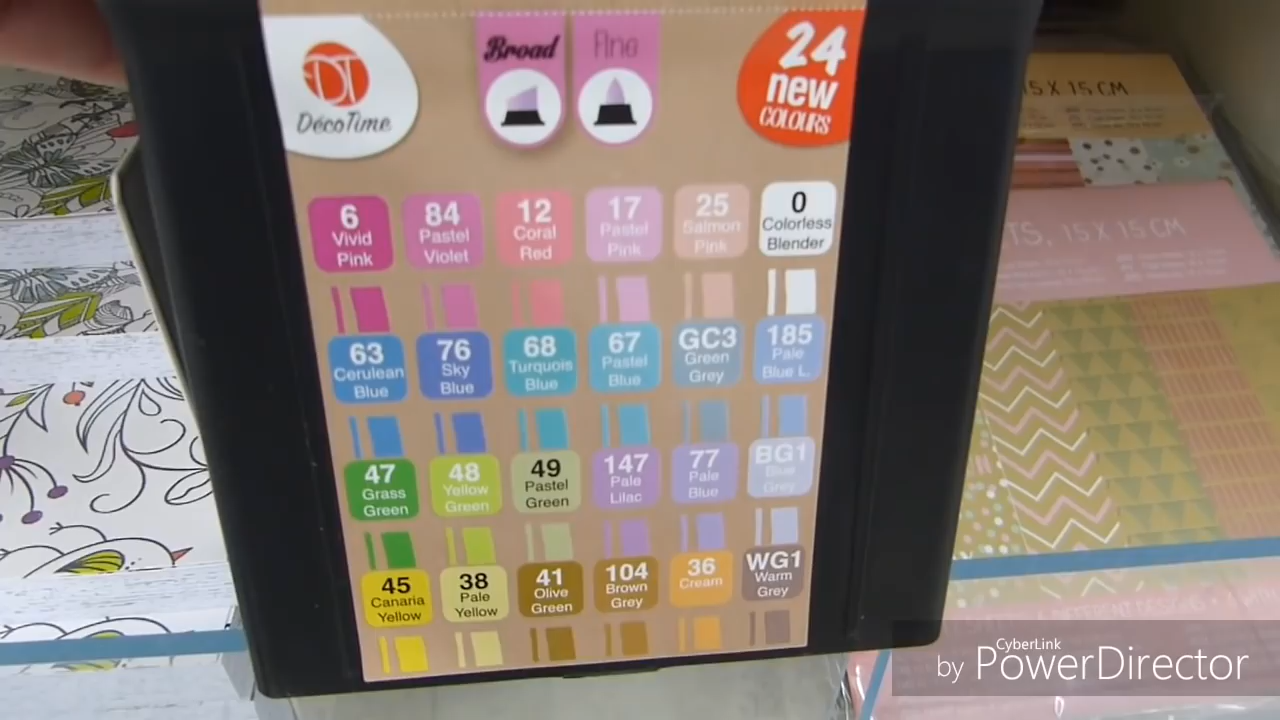 DT
DécoTime
Broad
Fine
24
new
COLOURS
6
Vivid
Pink
84
Pastel
Violet
12
Coral
Red
17
Pastel
Pink
25
Salmon
Pink
0
Colorless
Blender
63
Cerulean
Blue
76
Sky
Blue
68
Turquois
Blue
67
Pastel
Blue
GC3
Green
Grey
185
Pale
Blue L.
47
Grass
Green
48
Yellow
Green
49
Pastel
Green
147
Pale
Lilac
77
Pale
Blue
BG1
Blue
Grey
45
Canaria
Yellow
38
Pale
Yellow
41
Olive
Green
104
Brown
Grey
36
Cream
WG1
Warm
Grey
15 X 15 CM
TS, 15 X 15 CM
CyberLink
by PowerDirector